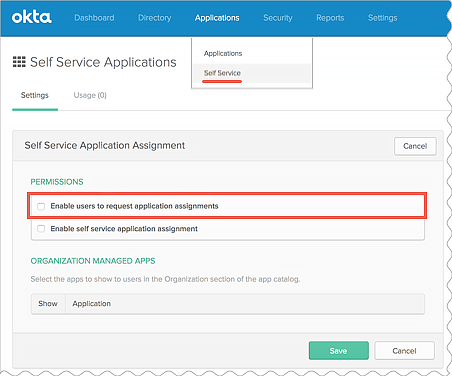 okta Dashboard Directory Applications Security Reports Settings
Applications
Self Service
Self Service Applications
Settings Usage (0)
Self Service Application Assignment Cancel
PERMISSIONS
Enable users to request application assignments
Enable self service application assignment
ORGANIZATION MANAGED APPS
Select the apps to show to users in the Organization section of the app catalog.
Show Application
Save Cancel